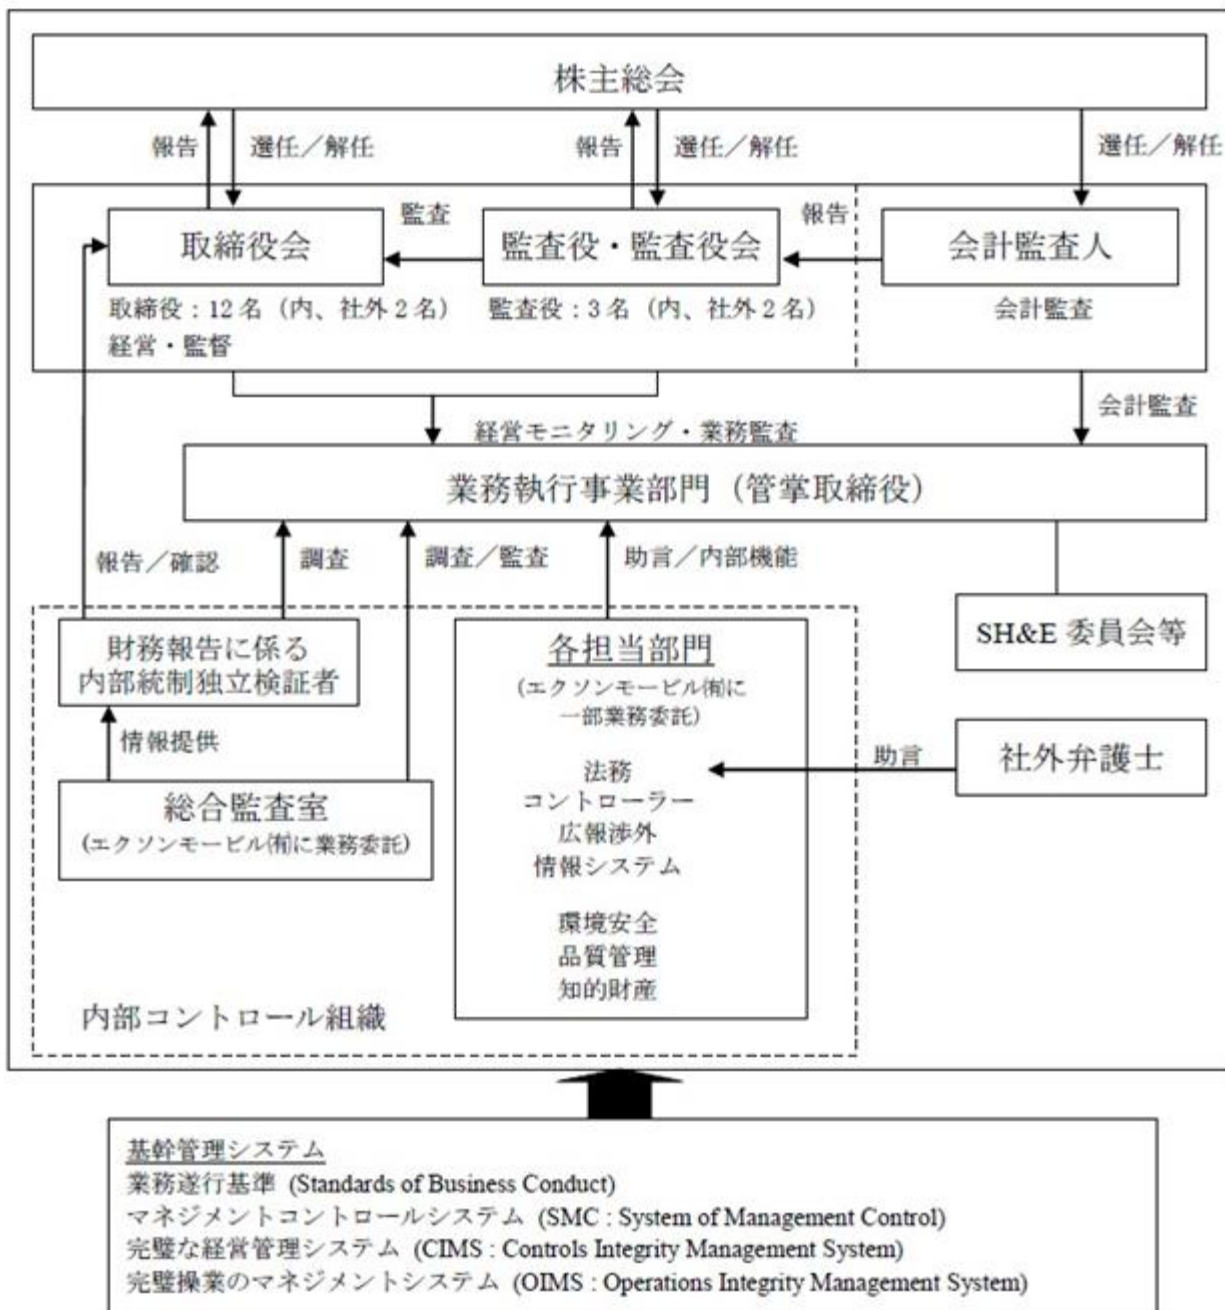 株主総会
報告
選任／解任
報告
選任／解任
選任／解任
取締役会
監査
監査役・監査役会
報告
会計監査人
取締役：12名（内、社外2名）
経営・監督
監査役：3名（内、社外2名）
会計監査
会計監査
経営モニタリング・業務監査
業務執行事業部門（管掌取締役）
報告／確認
調査
調査／監査
助言／内部機能
財務報告に係る
内部統制独立検証者
情報提供
総合監査室
(エクソンモービル㈲に業務委託)
各担当部門
(エクソンモービル㈲に
一部業務委託)
法務
コントローラー
広報渉外
情報システム
環境安全
品質管理
知的財産
SH&E 委員会等
助言
社外弁護士
内部コントロール組織
基幹管理システム
業務遂行基準 (Standards of Business Conduct)
マネジメントコントロールシステム (SMC : System of Management Control)
完璧な経営管理システム (CIMS : Controls Integrity Management System)
完璧操業のマネジメントシステム (OIMS : Operations Integrity Management System)